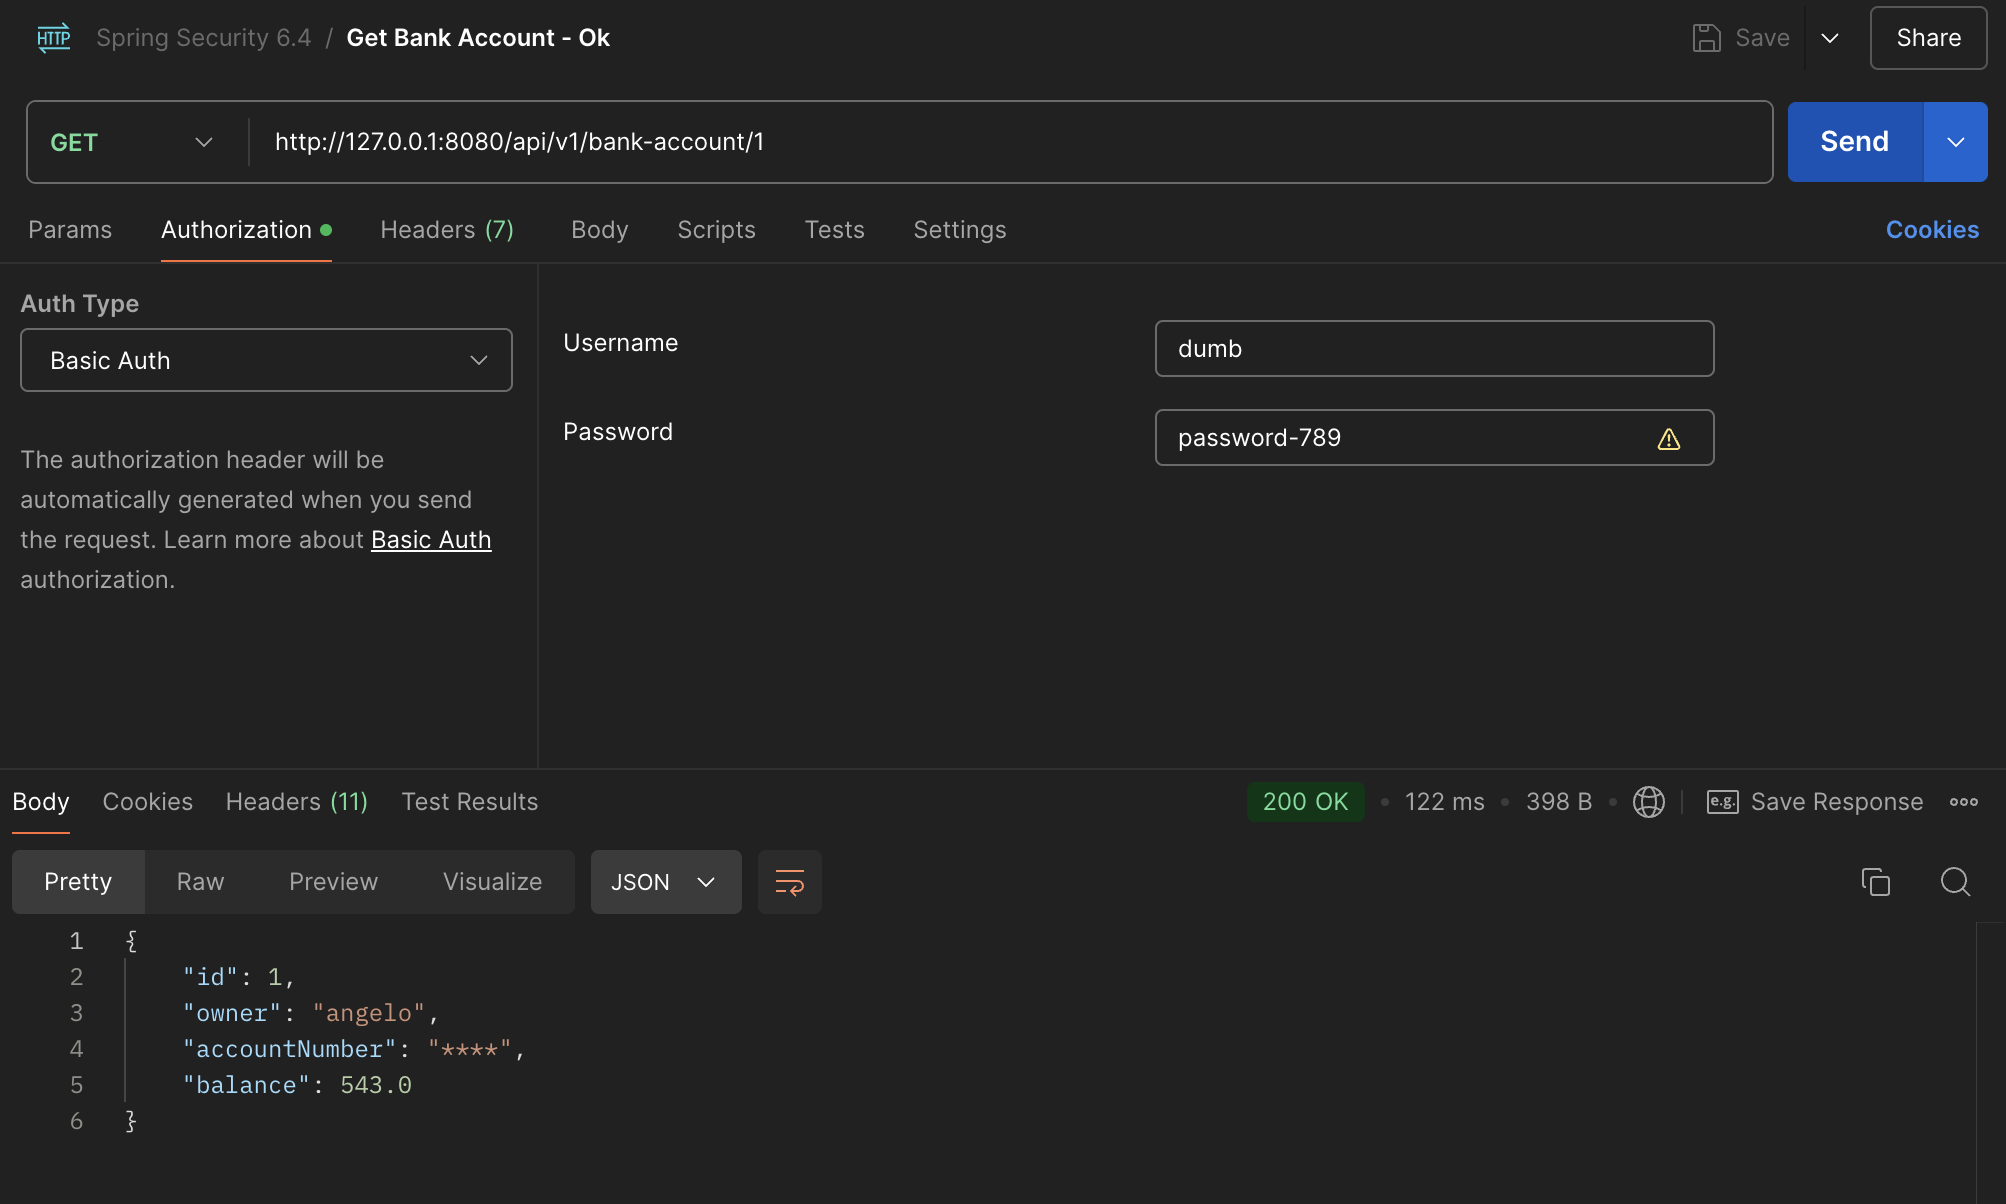 HTTP Spring Security 6.4 / Get Bank Account - Ok Save Share
GET http://127.0.0.1:8080/api/v1/bank-account/1 Send
Params Authorization Headers (7) Body Scripts Tests Settings Cookies
Auth Type
Basic Auth
The authorization header will be
automatically generated when you send
the request. Learn more about Basic Auth
authorization.
Username dumb
Password password-789
Body Cookies Headers (11) Test Results 200 OK • 122 ms • 398 B • e.g. Save Response
Pretty Raw Preview Visualize JSON
1 {
2 "id": 1,
3 "owner": "angelo",
4 "accountNumber": "****",
5 "balance": 543.0
6 }